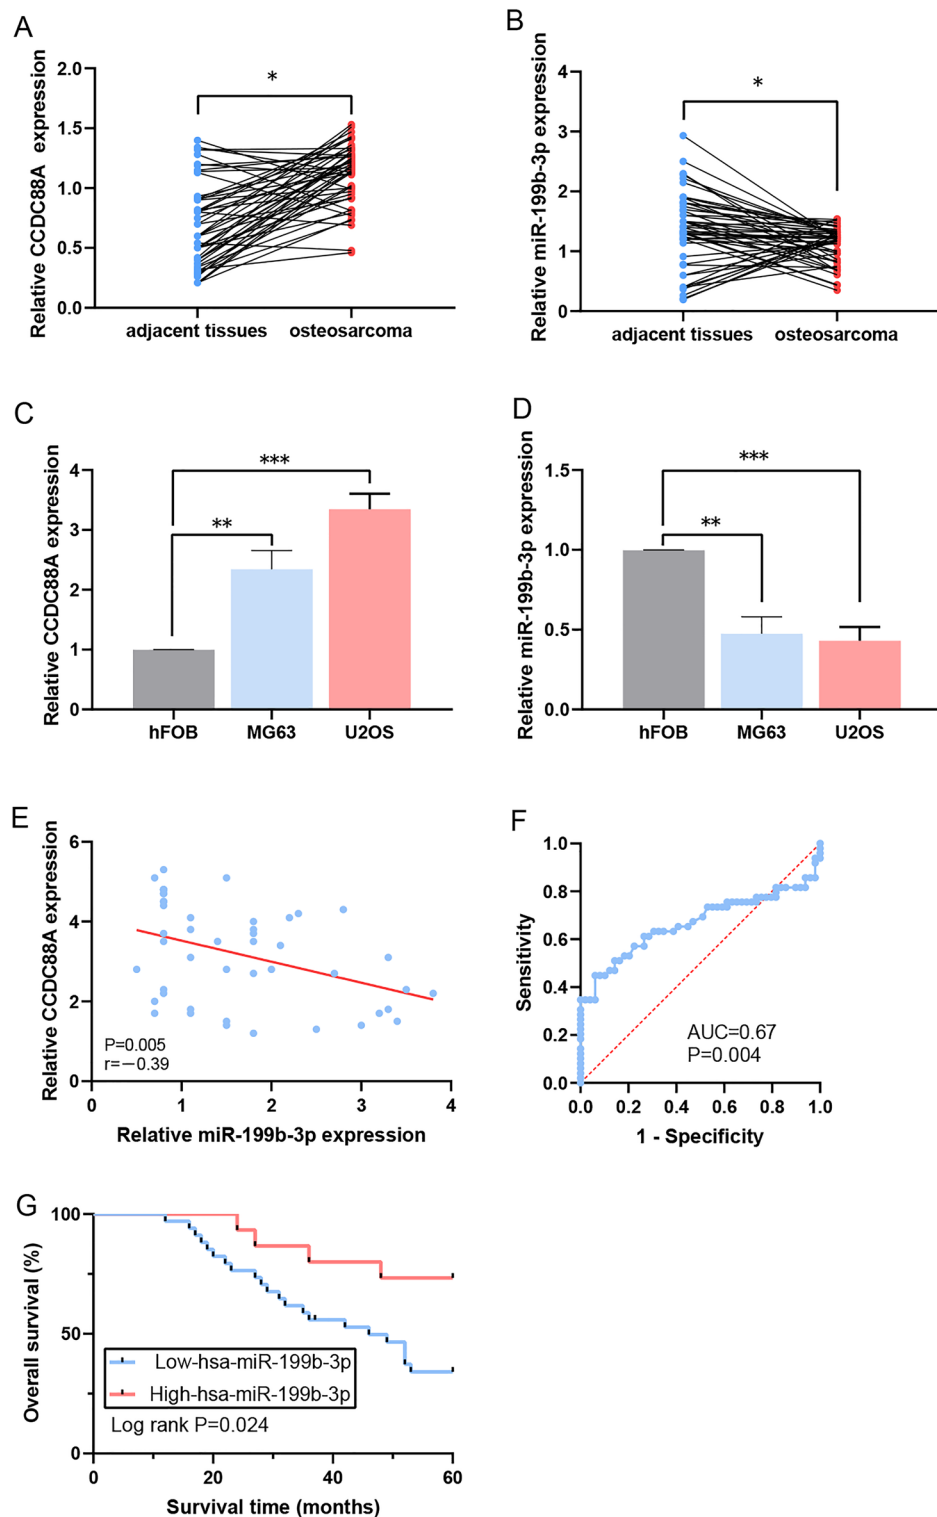 A
Relative CCDC88A expression
2.0
1.5
1.0
0.5
0.0
*
adjacent tissues
osteosarcoma
B
Relative miR-199b-3p expression
4
3
2
1
0
*
adjacent tissues
osteosarcoma
C
Relative CCDC88A expression
4
3
2
1
0
***
**
hFOB
MG63
U2OS
D
Relative miR-199b-3p expression
1.5
1.0
0.5
0.0
***
**
hFOB
MG63
U2OS
E
Relative CCDC88A expression
6
4
2
0
P=0.005
r=−0.39
0
1
2
3
4
Relative miR-199b-3p expression
F
Sensitivity
1.0
0.8
0.6
0.4
0.2
0.0
AUC=0.67
P=0.004
0.0
0.2
0.4
0.6
0.8
1.0
1 - Specificity
G
Overall survival (%)
100
50
0
Low-hsa-miR-199b-3p
High-hsa-miR-199b-3p
Log rank P=0.024
0
20
40
60
Survival time (months)